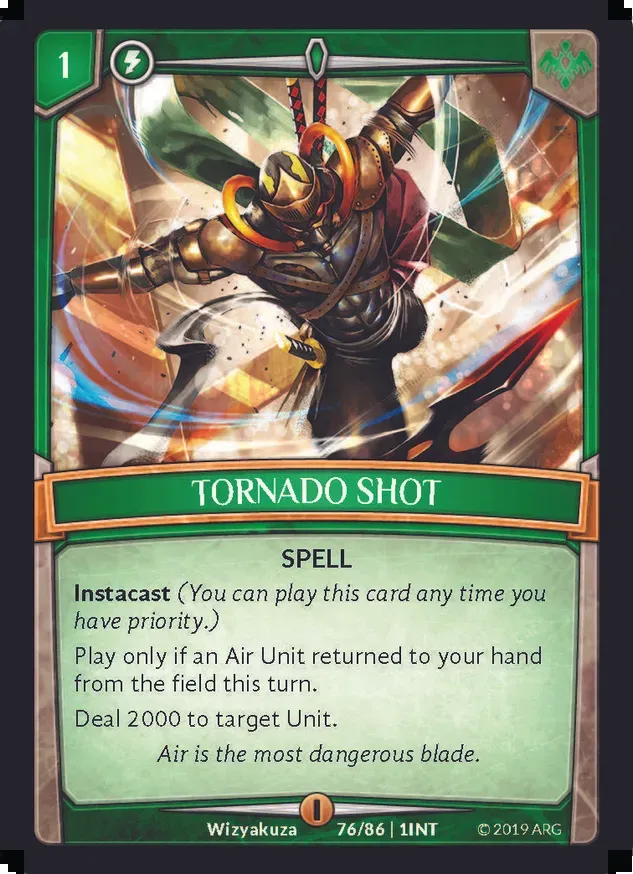 1
TORNADO SHOT
SPELL
Instacast (You can play this card any time you
have priority.)
Play only if an Air Unit returned to your hand
from the field this turn.
Deal 2000 to target Unit.
Air is the most dangerous blade.
I
Wizyakuza 76/86 | 1INT © 2019 ARG